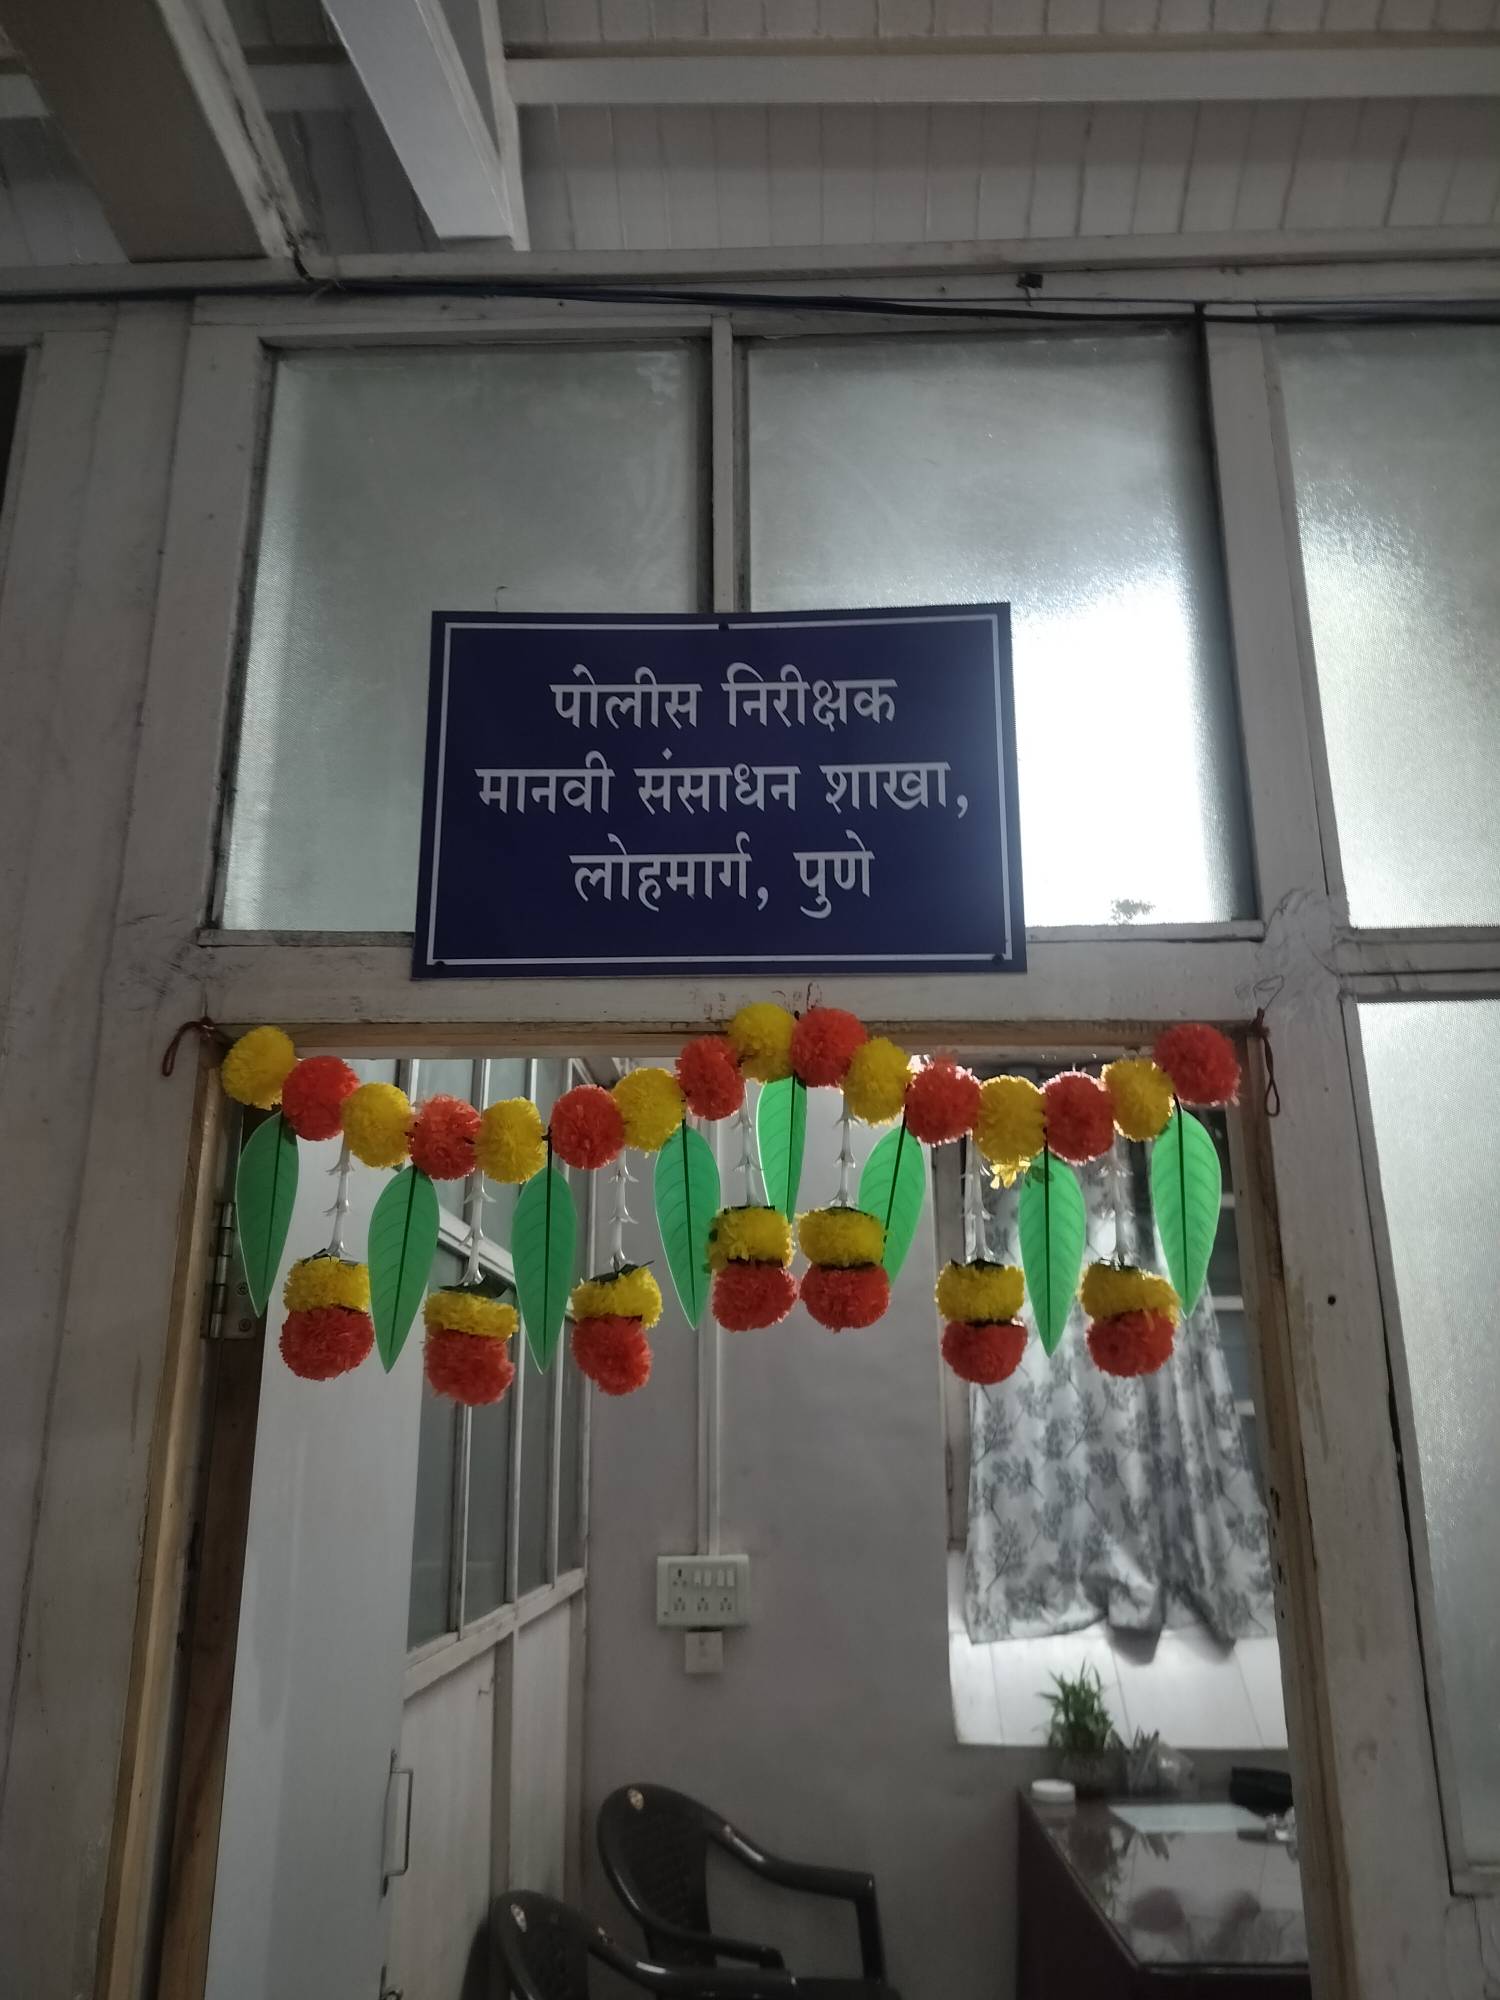 पोलीस निरीक्षक
मानवी संसाधन शाखा,
लोहमार्ग, पुणे